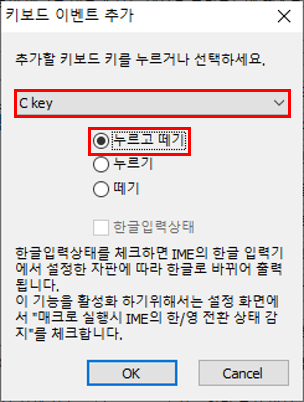 키보드 이벤트 추가
추가할 키보드 키를 누르거나 선택하세요.
C key
누르고 떼기
누르기
떼기
한글입력상태
한글입력상태를 체크하면 IME의 한글 입력기
에서 설정한 자판에 따라 한글로 바뀌어 출력
됩니다.
이 기능을 활성화 하기위해서는 설정 화면에
서 "매크로 실행시 IME의 한/영 전환 상태 감
지"를 체크합니다.
OK
Cancel